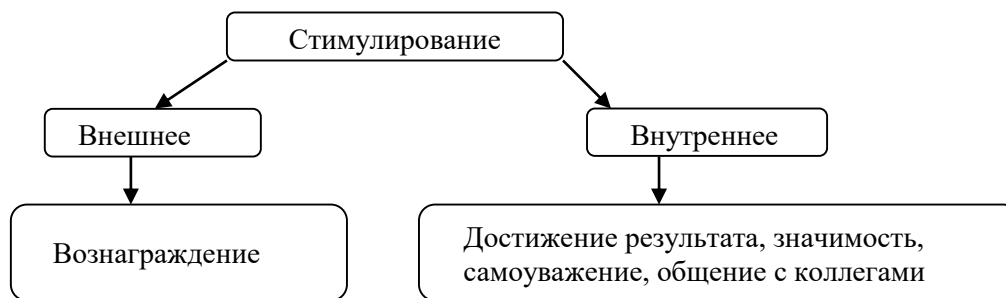 Стимулирование
Внешнее
Внутреннее
Вознаграждение
Достижение результата, значимость,
самоуважение, общение с коллегами